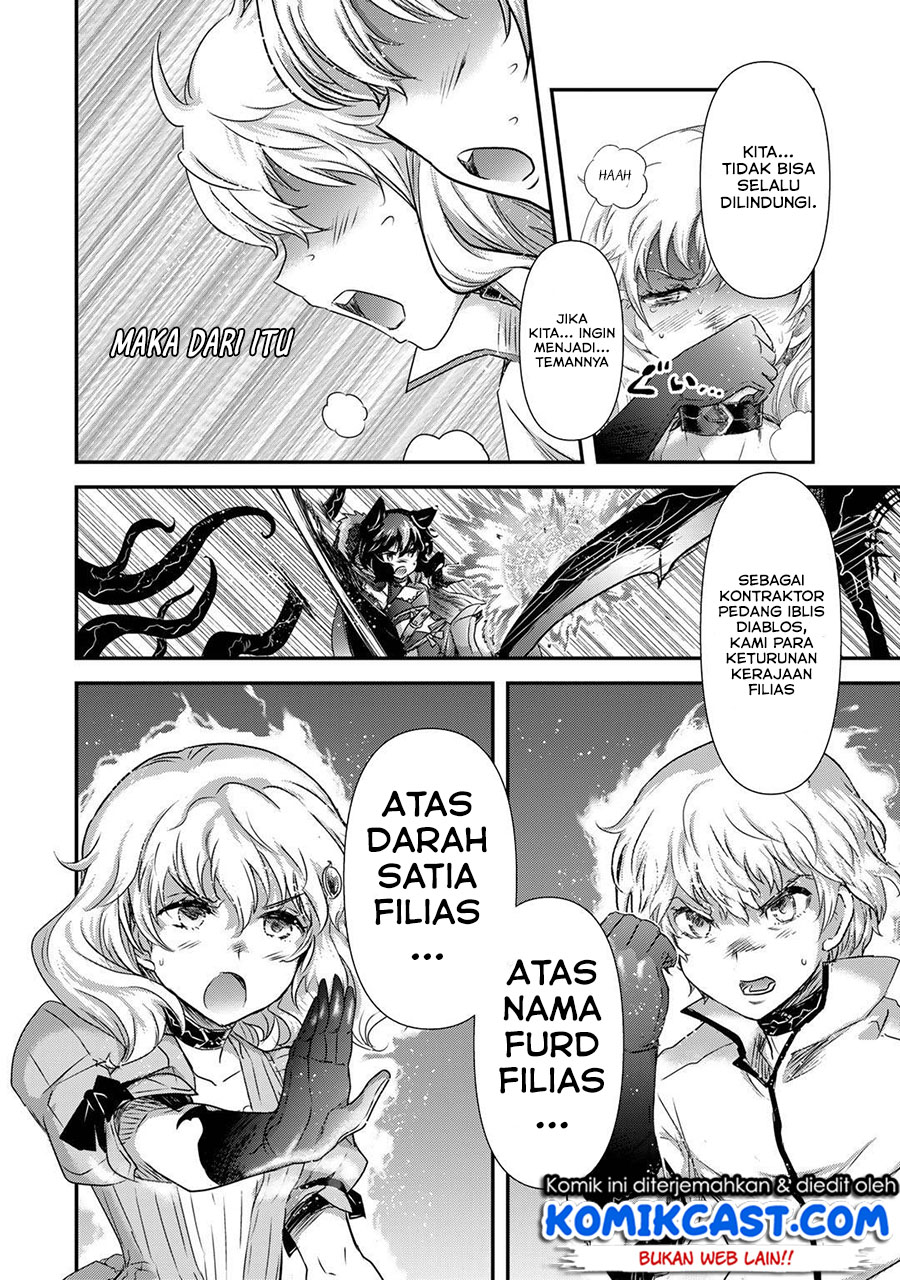 KITA...
TIDAK BISA
SELALU
DILINDUNGI.
HAAH
JIKA
KITA... INGIN
MENJADI...
TEMANNYA
ぐい...
MAKA DARI ITU
SEBAGAI
KONTRAKTOR
PEDANG IBLIS
DIABLOS,
KAMI PARA
KETURUNAN
KERAJAAN
FILIAS
ATAS
NAMA
FURD
FILIAS
...
ATAS
DARAH
SATIA
FILIAS
...
Komik ini diterjemahkan & diedit oleh
KOMIKCAST.COM
BUKAN WEB LAIN!!